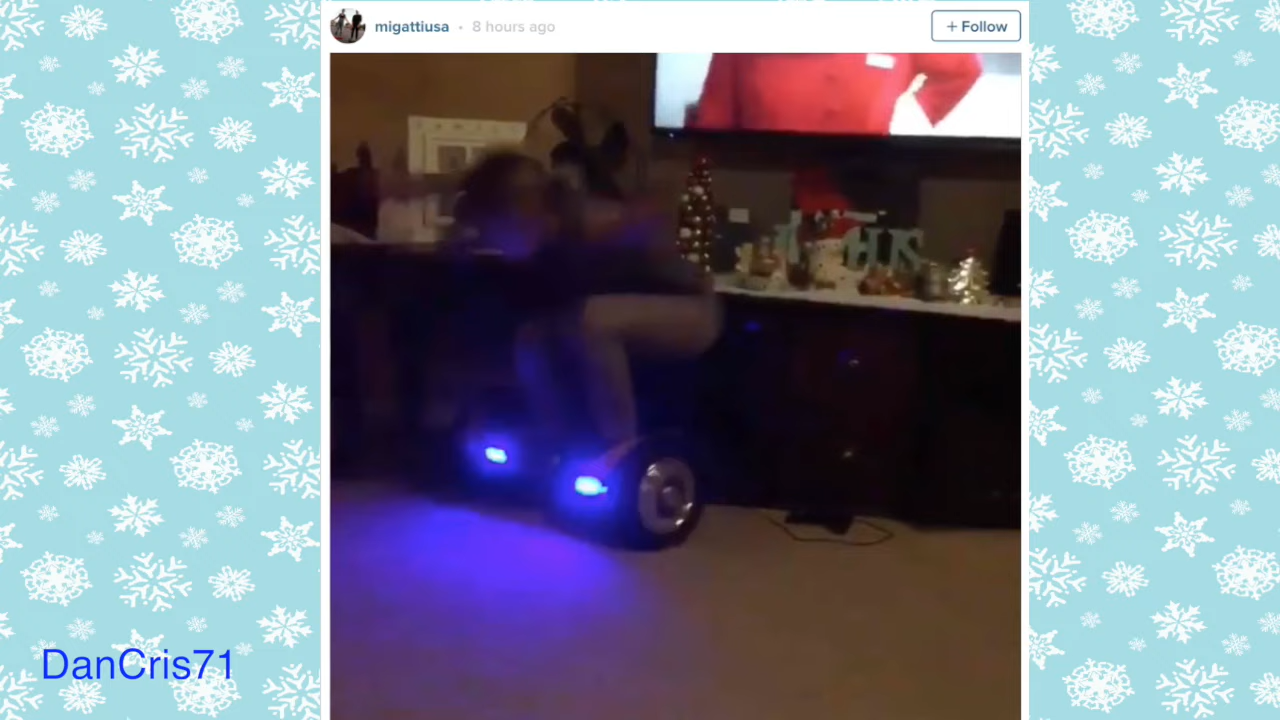 migattiusa • 8 hours ago
+ Follow
DanCris71